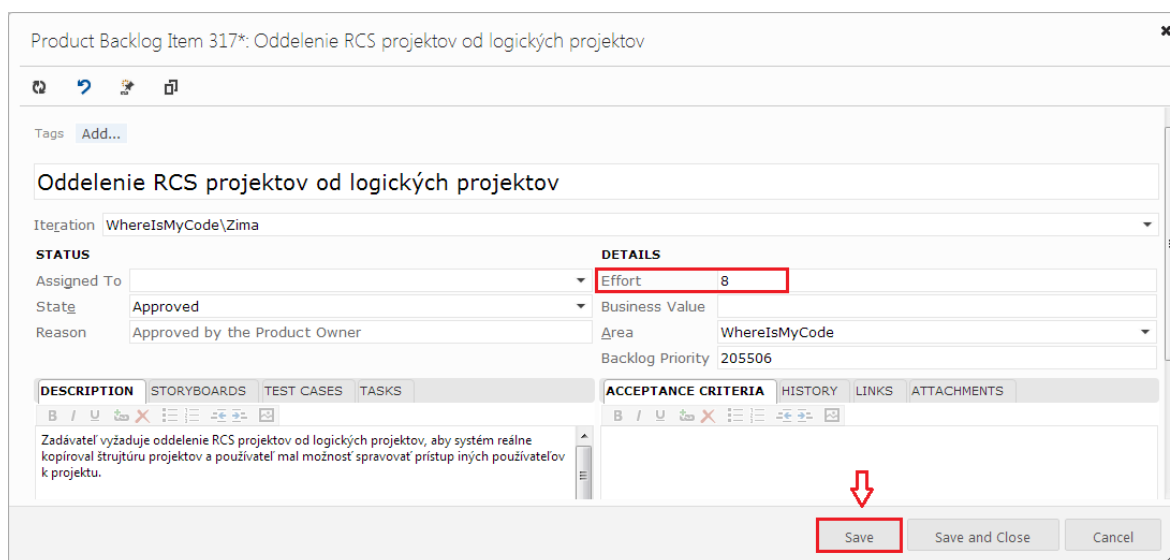 Product Backlog Item 317*: Oddelenie RCS projektov od logických projektov
Tags Add...
Oddelenie RCS projektov od logických projektov
Iteration WhereIsMyCode\Zima
STATUS
Assigned To
State Approved
Reason Approved by the Product Owner
DETAILS
Effort 8
Business Value
Area WhereIsMyCode
Backlog Priority 205506
DESCRIPTION STORYBOARDS TEST CASES TASKS
B I U
Zadávateľ vyžaduje oddelenie RCS projektov od logických projektov, aby systém reálne
kopíroval štrujtúru projektov a používateľ mal možnosť spravovať prístup iných používateľov
k projektu.
ACCEPTANCE CRITERIA HISTORY LINKS ATTACHMENTS
B I U
Save Save and Close Cancel